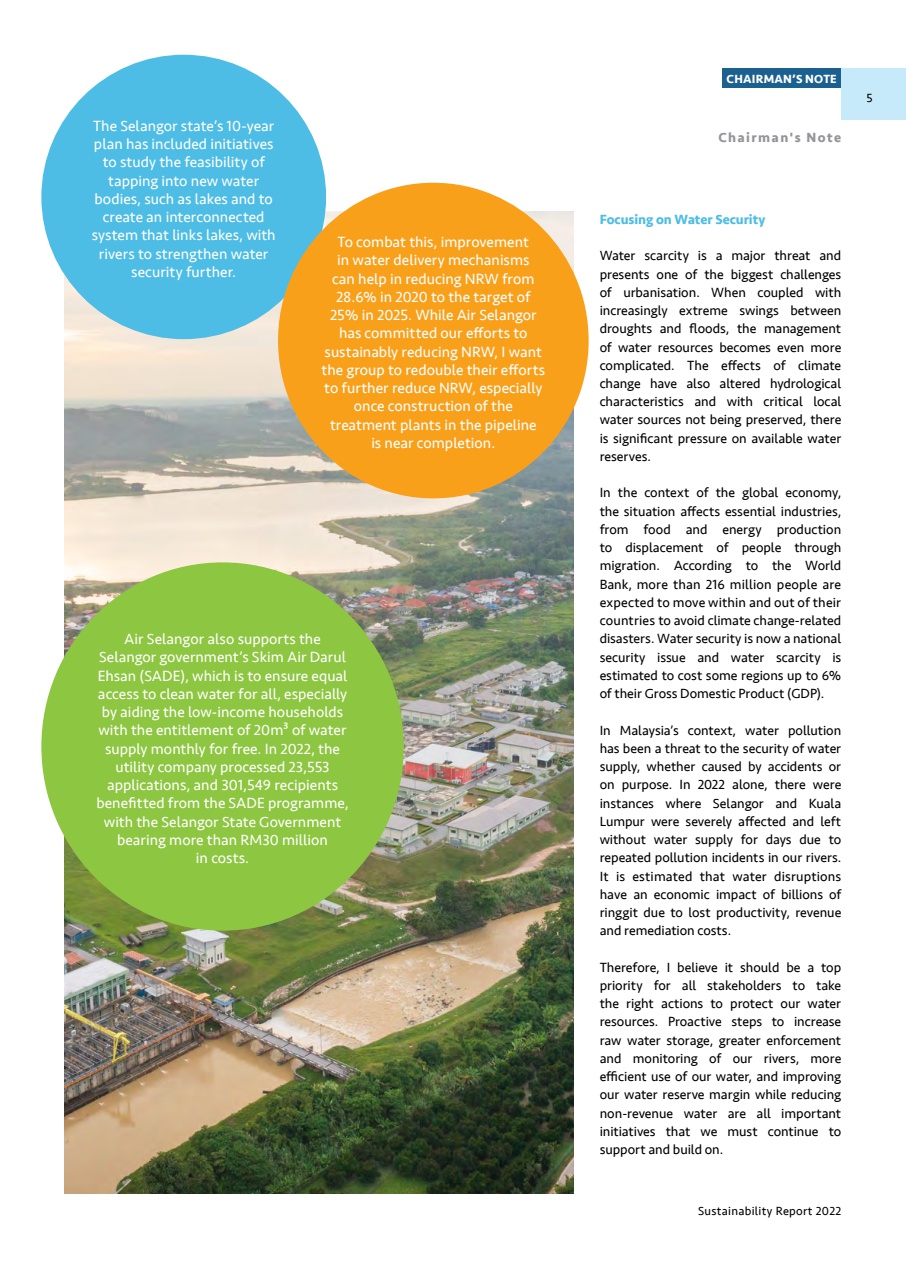 CHAIRMAN'S NOTE
5
Chairman's Note
The Selangor state's 10-year
plan has included initiatives
to study the feasibility of
tapping into new water
bodies, such as lakes and to
create an interconnected
system that links lakes, with
rivers to strengthen water
security further.
To combat this, improvement
in water delivery mechanisms
can help in reducing NRW from
28.6% in 2020 to the target of
25% in 2025. While Air Selangor
has committed our efforts to
sustainably reducing NRW, I want
the group to redouble their efforts
to further reduce NRW, especially
once construction of the
treatment plants in the pipeline
is near completion.
Air Selangor also supports the
Selangor government's Skim Air Darul
Ehsan (SADE), which is to ensure equal
access to clean water for all, especially
by aiding the low-income households
with the entitlement of 20m³ of water
supply monthly for free. In 2022, the
utility company processed 23,553
applications, and 301,549 recipients
benefitted from the SADE programme,
with the Selangor State Government
bearing more than RM30 million
in costs.
Focusing on Water Security
Water scarcity is a major threat and
presents one of the biggest challenges
of urbanisation. When coupled with
increasingly extreme swings between
droughts and floods, the management
of water resources becomes even more
complicated. The effects of climate
change have also altered hydrological
characteristics and with critical local
water sources not being preserved, there
is significant pressure on available water
reserves.
In the context of the global economy,
the situation affects essential industries,
from food and energy production
to displacement of people through
migration. According to the World
Bank, more than 216 million people are
expected to move within and out of their
countries to avoid climate change-related
disasters. Water security is now a national
security issue and water scarcity is
estimated to cost some regions up to 6%
of their Gross Domestic Product (GDP).
In Malaysia's context, water pollution
has been a threat to the security of water
supply, whether caused by accidents or
on purpose. In 2022 alone, there were
instances where Selangor and Kuala
Lumpur were severely affected and left
without water supply for days due to
repeated pollution incidents in our rivers.
It is estimated that water disruptions
have an economic impact of billions of
ringgit due to lost productivity, revenue
and remediation costs.
Therefore, I believe it should be a top
priority for all stakeholders to take
the right actions to protect our water
resources. Proactive steps to increase
raw water storage, greater enforcement
and monitoring of our rivers, more
efficient use of our water, and improving
our water reserve margin while reducing
non-revenue water are all important
initiatives that we must continue to
support and build on.
Sustainability Report 2022